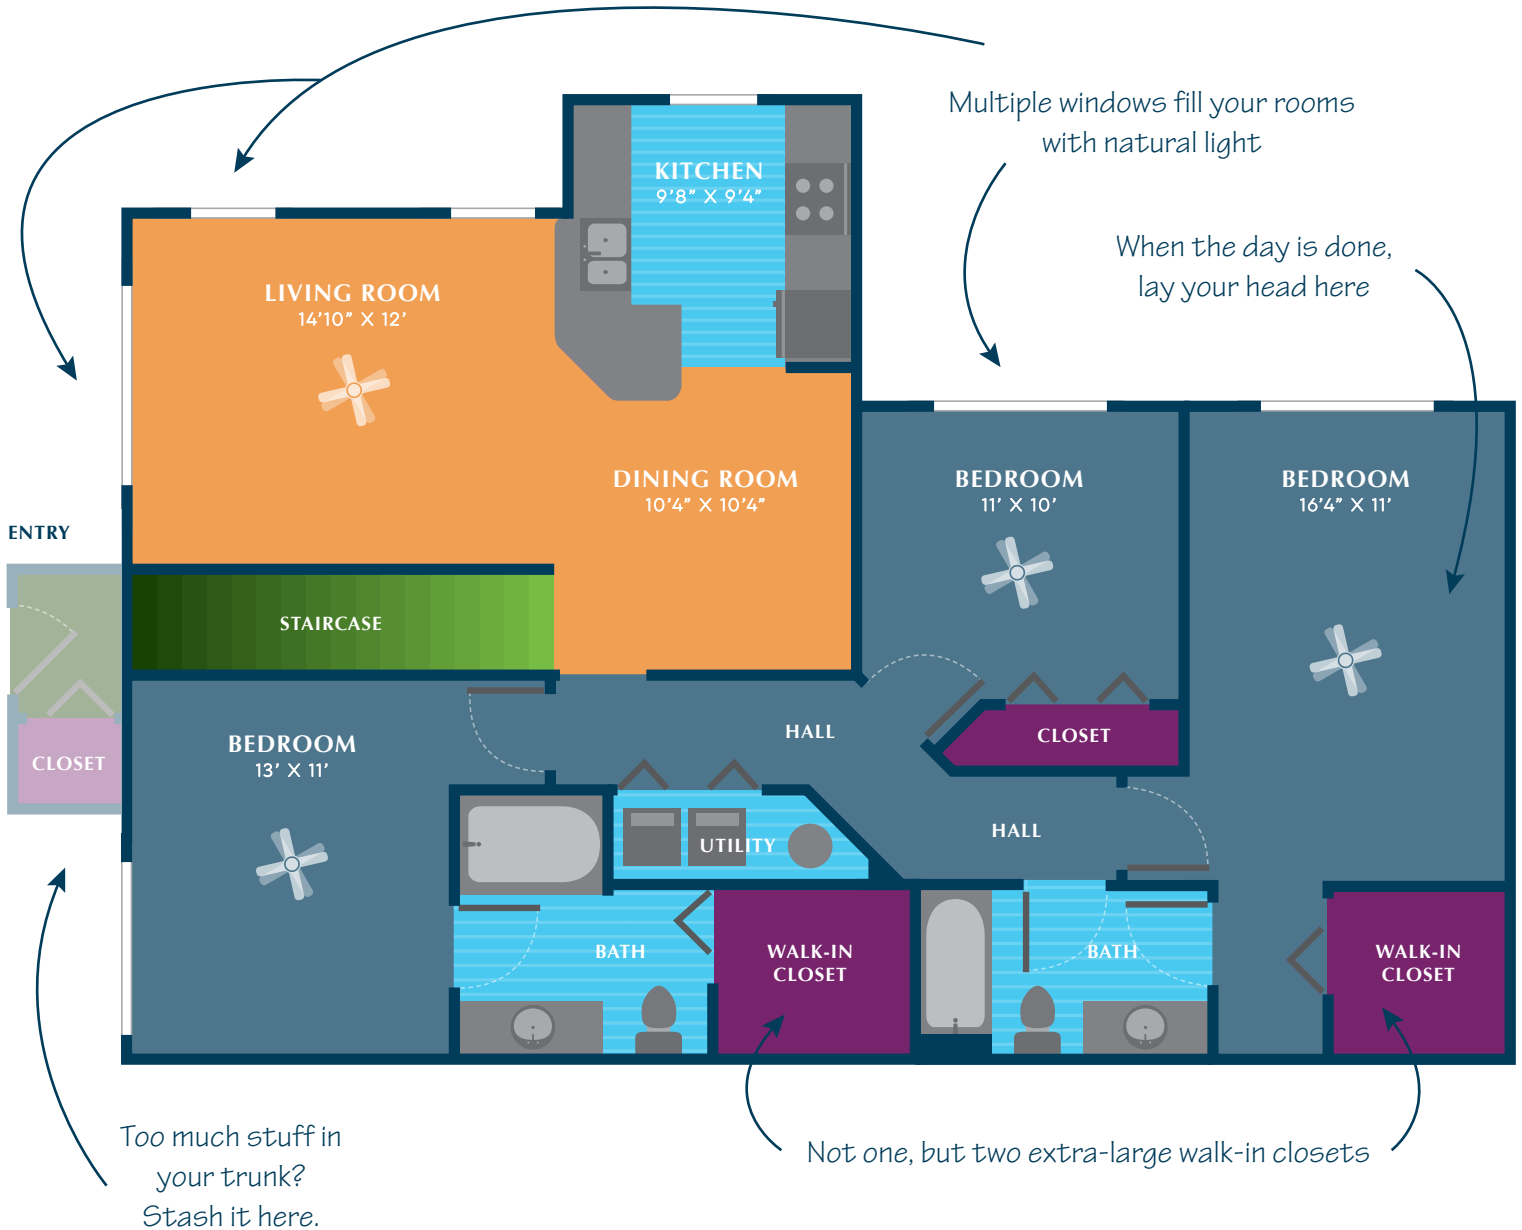 Multiple windows fill your rooms
with natural light
KITCHEN
9'8" X 9'4"
When the day is done,
lay your head here
LIVING ROOM
14'10" X 12'
DINING ROOM
10'4" X 10'4"
BEDROOM
11' X 10'
BEDROOM
16'4" X 11'
ENTRY
STAIRCASE
CLOSET
BEDROOM
13' X 11'
HALL
CLOSET
UTILITY
HALL
BATH
WALK-IN
CLOSET
BATH
WALK-IN
CLOSET
Too much stuff in
your trunk?
Stash it here.
Not one, but two extra-large walk-in closets